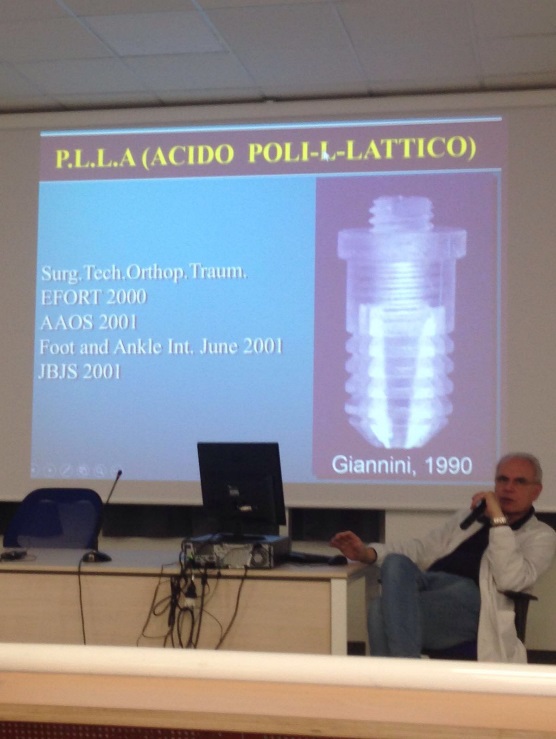 P.L.L.A (ACIDO POLI-L-LATTICO)
Surg.Tech.Orthop.Traum.
EFORT 2000
AAOS 2001
Foot and Ankle Int. June 2001
JBJS 2001
Giannini, 1990